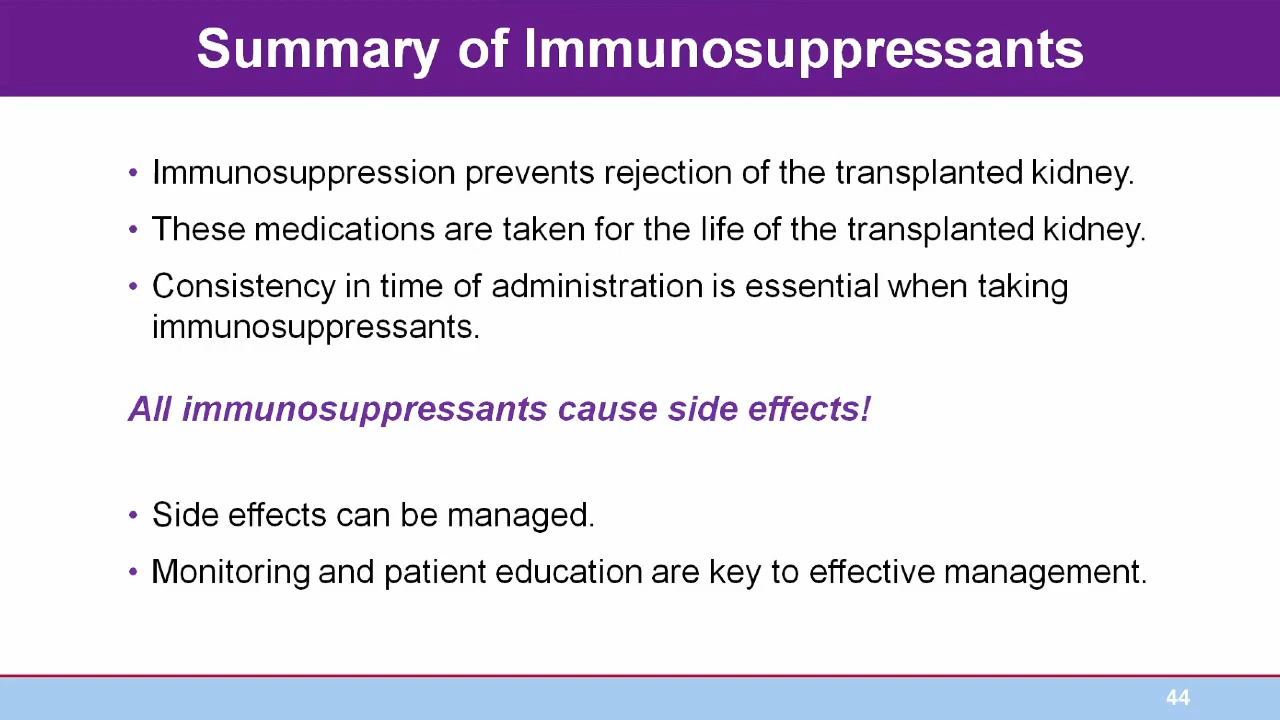 Summary of Immunosuppressants
• Immunosuppression prevents rejection of the transplanted kidney.
• These medications are taken for the life of the transplanted kidney.
• Consistency in time of administration is essential when taking
immunosuppressants.
All immunosuppressants cause side effects!
• Side effects can be managed.
• Monitoring and patient education are key to effective management.
44